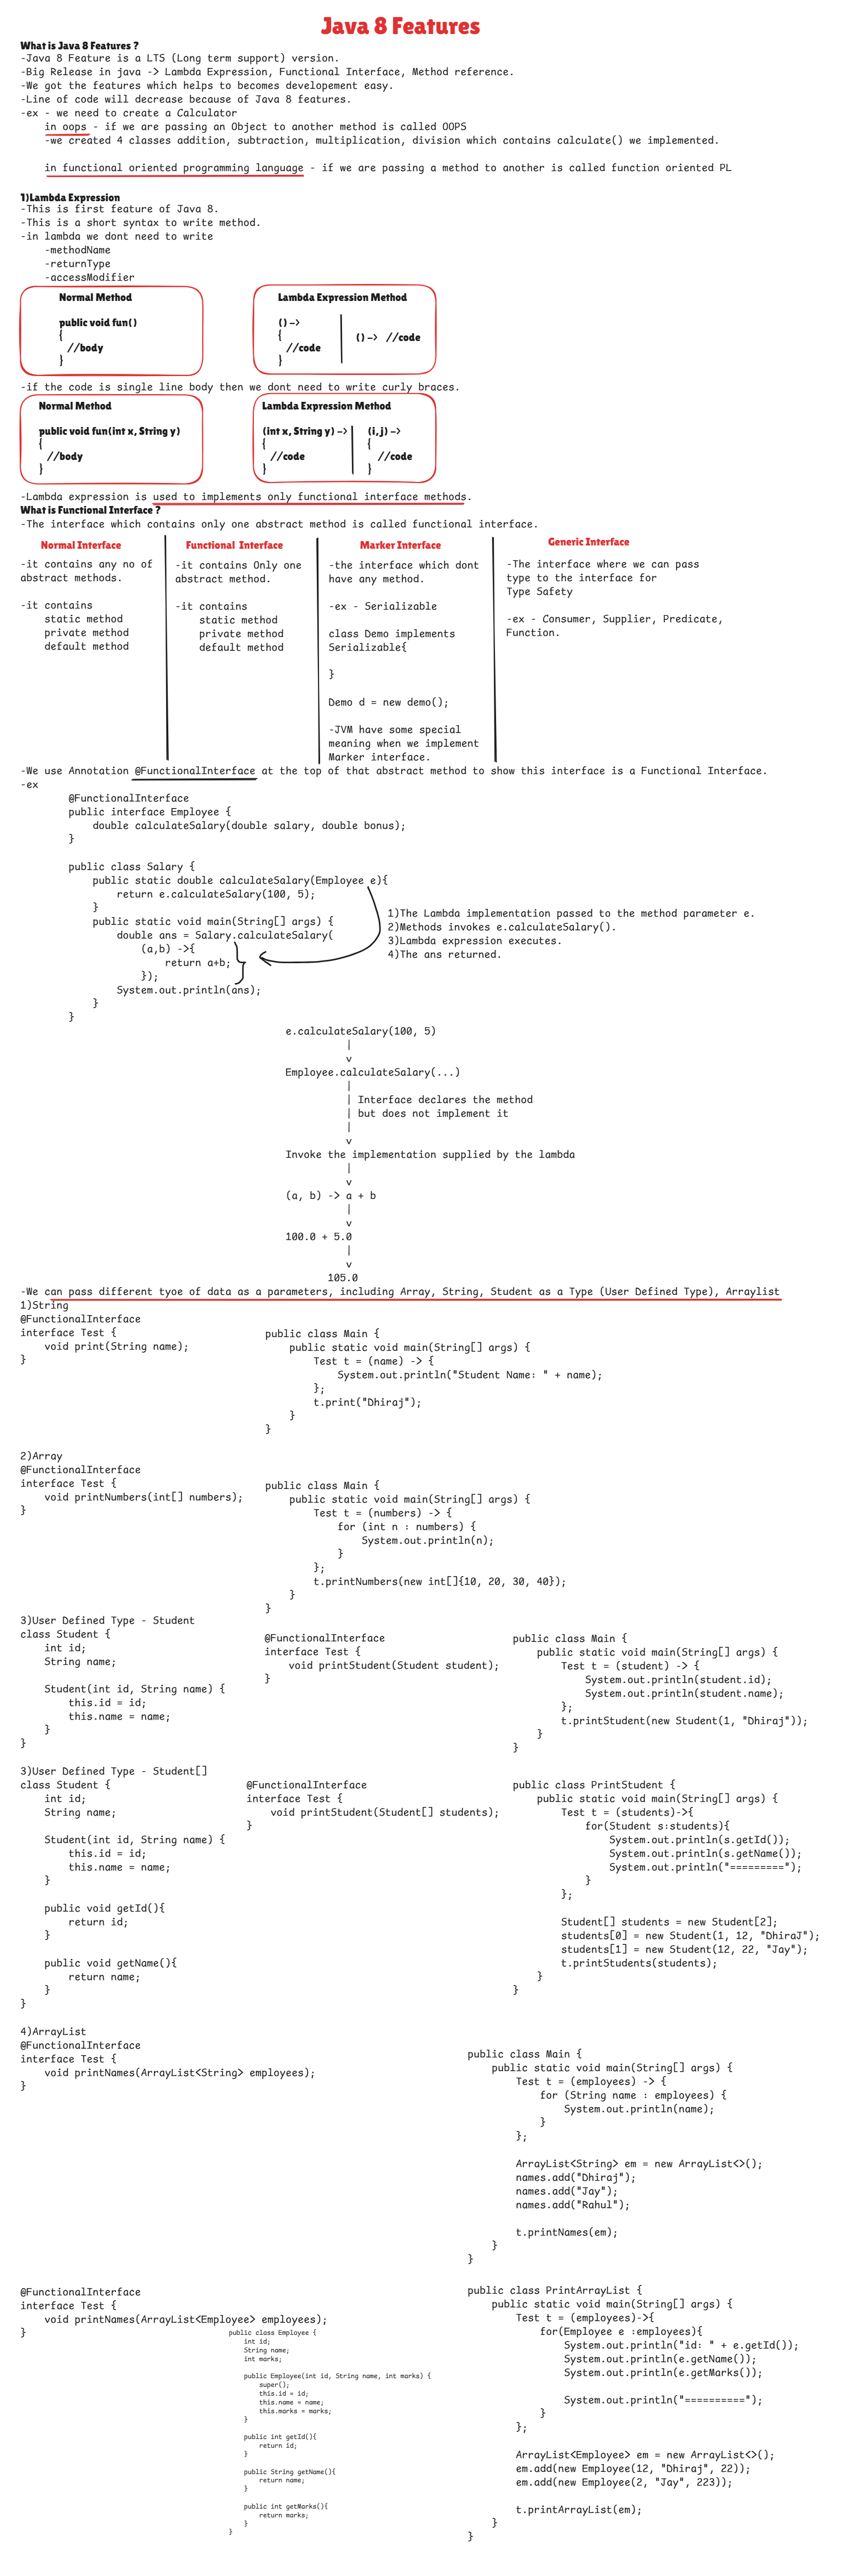 Java 8 Features
What is Java 8 Features ?
-Java 8 Feature is a LTS (Long term support) version.
-Big Release in java -> Lambda Expression, Functional Interface, Method reference.
-We got the features which helps to becomes developement easy.
-Line of code will decrease because of Java 8 features.
-ex - we need to create a Calculator
in oops - if we are passing an Object to another method is called OOPS
-we created 4 classes addition, subtraction, multiplication, division which contains calculate() we implemented.
in functional oriented programming language - if we are passing a method to another is called function oriented PL
1)Lambda Expression
-This is first feature of Java 8.
-This is a short syntax to write method.
-in lambda we dont need to write
-methodName
-returnType
-accessModifier
Normal Method
public void fun()
{
//body
}
Lambda Expression Method
() ->
{
//code
}
() -> //code
-if the code is single line body then we dont need to write curly braces.
Normal Method
public void fun(int x, String y)
{
//body
}
Lambda Expression Method
(int x, String y) ->
{
//code
}
(i,j) ->
{
//code
}
-Lambda expression is used to implements only functional interface methods.
What is Functional Interface ?
-The interface which contains only one abstract method is called functional interface.
Normal Interface
-it contains any no of
abstract methods.
-it contains
static method
private method
default method
Functional Interface
-it contains Only one
abstract method.
-it contains
static method
private method
default method
Marker Interface
-the interface which dont
have any method.
-ex - Serializable
class Demo implements
Serializable{
}
Demo d = new demo();
-JVM have some special
meaning when we implement
Marker interface.
Generic Interface
-The interface where we can pass
type to the interface for
Type Safety
-ex - Consumer, Supplier, Predicate,
Function.
-We use Annotation @FunctionalInterface at the top of that abstract method to show this interface is a Functional Interface.
-ex
@FunctionalInterface
public interface Employee {
double calculateSalary(double salary, double bonus);
}
public class Salary {
public static double calculateSalary(Employee e){
return e.calculateSalary(100, 5);
}
public static void main(String[] args) {
double ans = Salary.calculateSalary(
(a,b) ->{
return a+b;
});
System.out.println(ans);
}
}
1)The Lambda implementation passed to the method parameter e.
2)Methods invokes e.calculateSalary().
3)Lambda expression executes.
4)The ans returned.
e.calculateSalary(100, 5)
|
v
Employee.calculateSalary(...)
|
| Interface declares the method
| but does not implement it
|
v
Invoke the implementation supplied by the lambda
|
v
(a, b) -> a + b
|
v
100.0 + 5.0
|
v
105.0
-We can pass different tyoe of data as a parameters, including Array, String, Student as a Type (User Defined Type), Arraylist
1)String
@FunctionalInterface
interface Test {
void print(String name);
}
public class Main {
public static void main(String[] args) {
Test t = (name) -> {
System.out.println("Student Name: " + name);
};
t.print("Dhiraj");
}
}
2)Array
@FunctionalInterface
interface Test {
void printNumbers(int[] numbers);
}
public class Main {
public static void main(String[] args) {
Test t = (numbers) -> {
for (int n : numbers) {
System.out.println(n);
}
};
t.printNumbers(new int[]{10, 20, 30, 40});
}
}
3)User Defined Type - Student
class Student {
int id;
String name;
Student(int id, String name) {
this.id = id;
this.name = name;
}
}
@FunctionalInterface
interface Test {
void printStudent(Student student);
}
public class Main {
public static void main(String[] args) {
Test t = (student) -> {
System.out.println(student.id);
System.out.println(student.name);
};
t.printStudent(new Student(1, "Dhiraj"));
}
}
3)User Defined Type - Student[]
class Student {
int id;
String name;
Student(int id, String name) {
this.id = id;
this.name = name;
}
public void getId(){
return id;
}
public void getName(){
return name;
}
}
@FunctionalInterface
interface Test {
void printStudent(Student[] students);
}
public class PrintStudent {
public static void main(String[] args) {
Test t = (students)->{
for(Student s:students){
System.out.println(s.getId());
System.out.println(s.getName());
System.out.println("=========");
}
};
Student[] students = new Student[2];
students[0] = new Student(1, 12, "DhiraJ");
students[1] = new Student(12, 22, "Jay");
t.printStudents(students);
}
}
4)ArrayList
@FunctionalInterface
interface Test {
void printNames(ArrayList<String> employees);
}
public class Main {
public static void main(String[] args) {
Test t = (employees) -> {
for (String name : employees) {
System.out.println(name);
}
};
ArrayList<String> em = new ArrayList<>();
names.add("Dhiraj");
names.add("Jay");
names.add("Rahul");
t.printNames(em);
}
}
@FunctionalInterface
interface Test {
void printNames(ArrayList<Employee> employees);
}
public class Employee {
int id;
String name;
int marks;
public Employee(int id, String name, int marks) {
super();
this.id = id;
this.name = name;
this.marks = marks;
}
public int getId(){
return id;
}
public String getName(){
return name;
}
public int getMarks(){
return marks;
}
}
public class PrintArrayList {
public static void main(String[] args) {
Test t = (employees)->{
for(Employee e :employees){
System.out.println("id: " + e.getId());
System.out.println(e.getName());
System.out.println(e.getMarks());
System.out.println("==========");
}
};
ArrayList<Employee> em = new ArrayList<>();
em.add(new Employee(12, "Dhiraj", 22));
em.add(new Employee(2, "Jay", 223));
t.printArrayList(em);
}
}